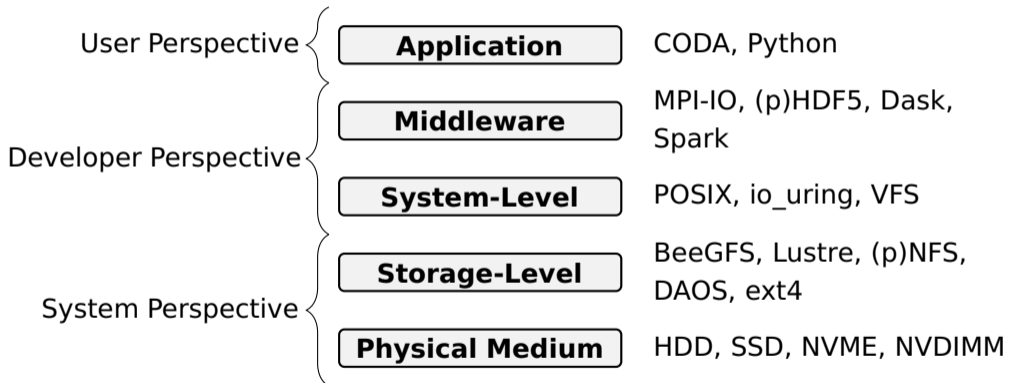 User Perspective
Application
CODA, Python
Developer Perspective
Middleware
MPI-IO, (p)HDF5, Dask,
Spark
System-Level
POSIX, io_uring, VFS
System Perspective
Storage-Level
BeeGFS, Lustre, (p)NFS,
DAOS, ext4
Physical Medium
HDD, SSD, NVME, NVDIMM